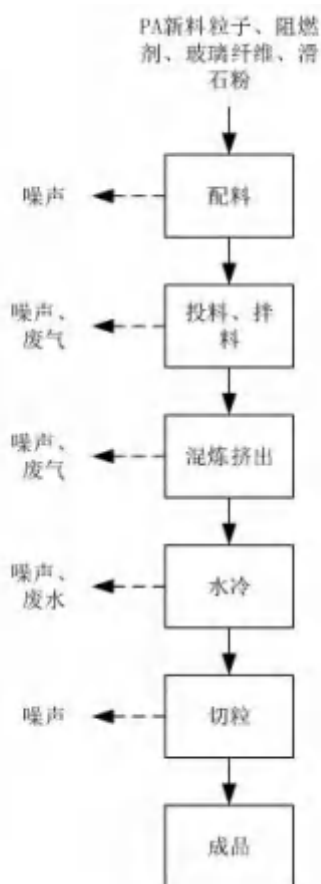 PA新料粒子、阻燃
剂、玻璃纤维、滑
石粉
噪声
配料
噪声、
废气
投料、拌
料
噪声、
废气
混炼挤出
噪声、
废水
水冷
噪声
切粒
成品